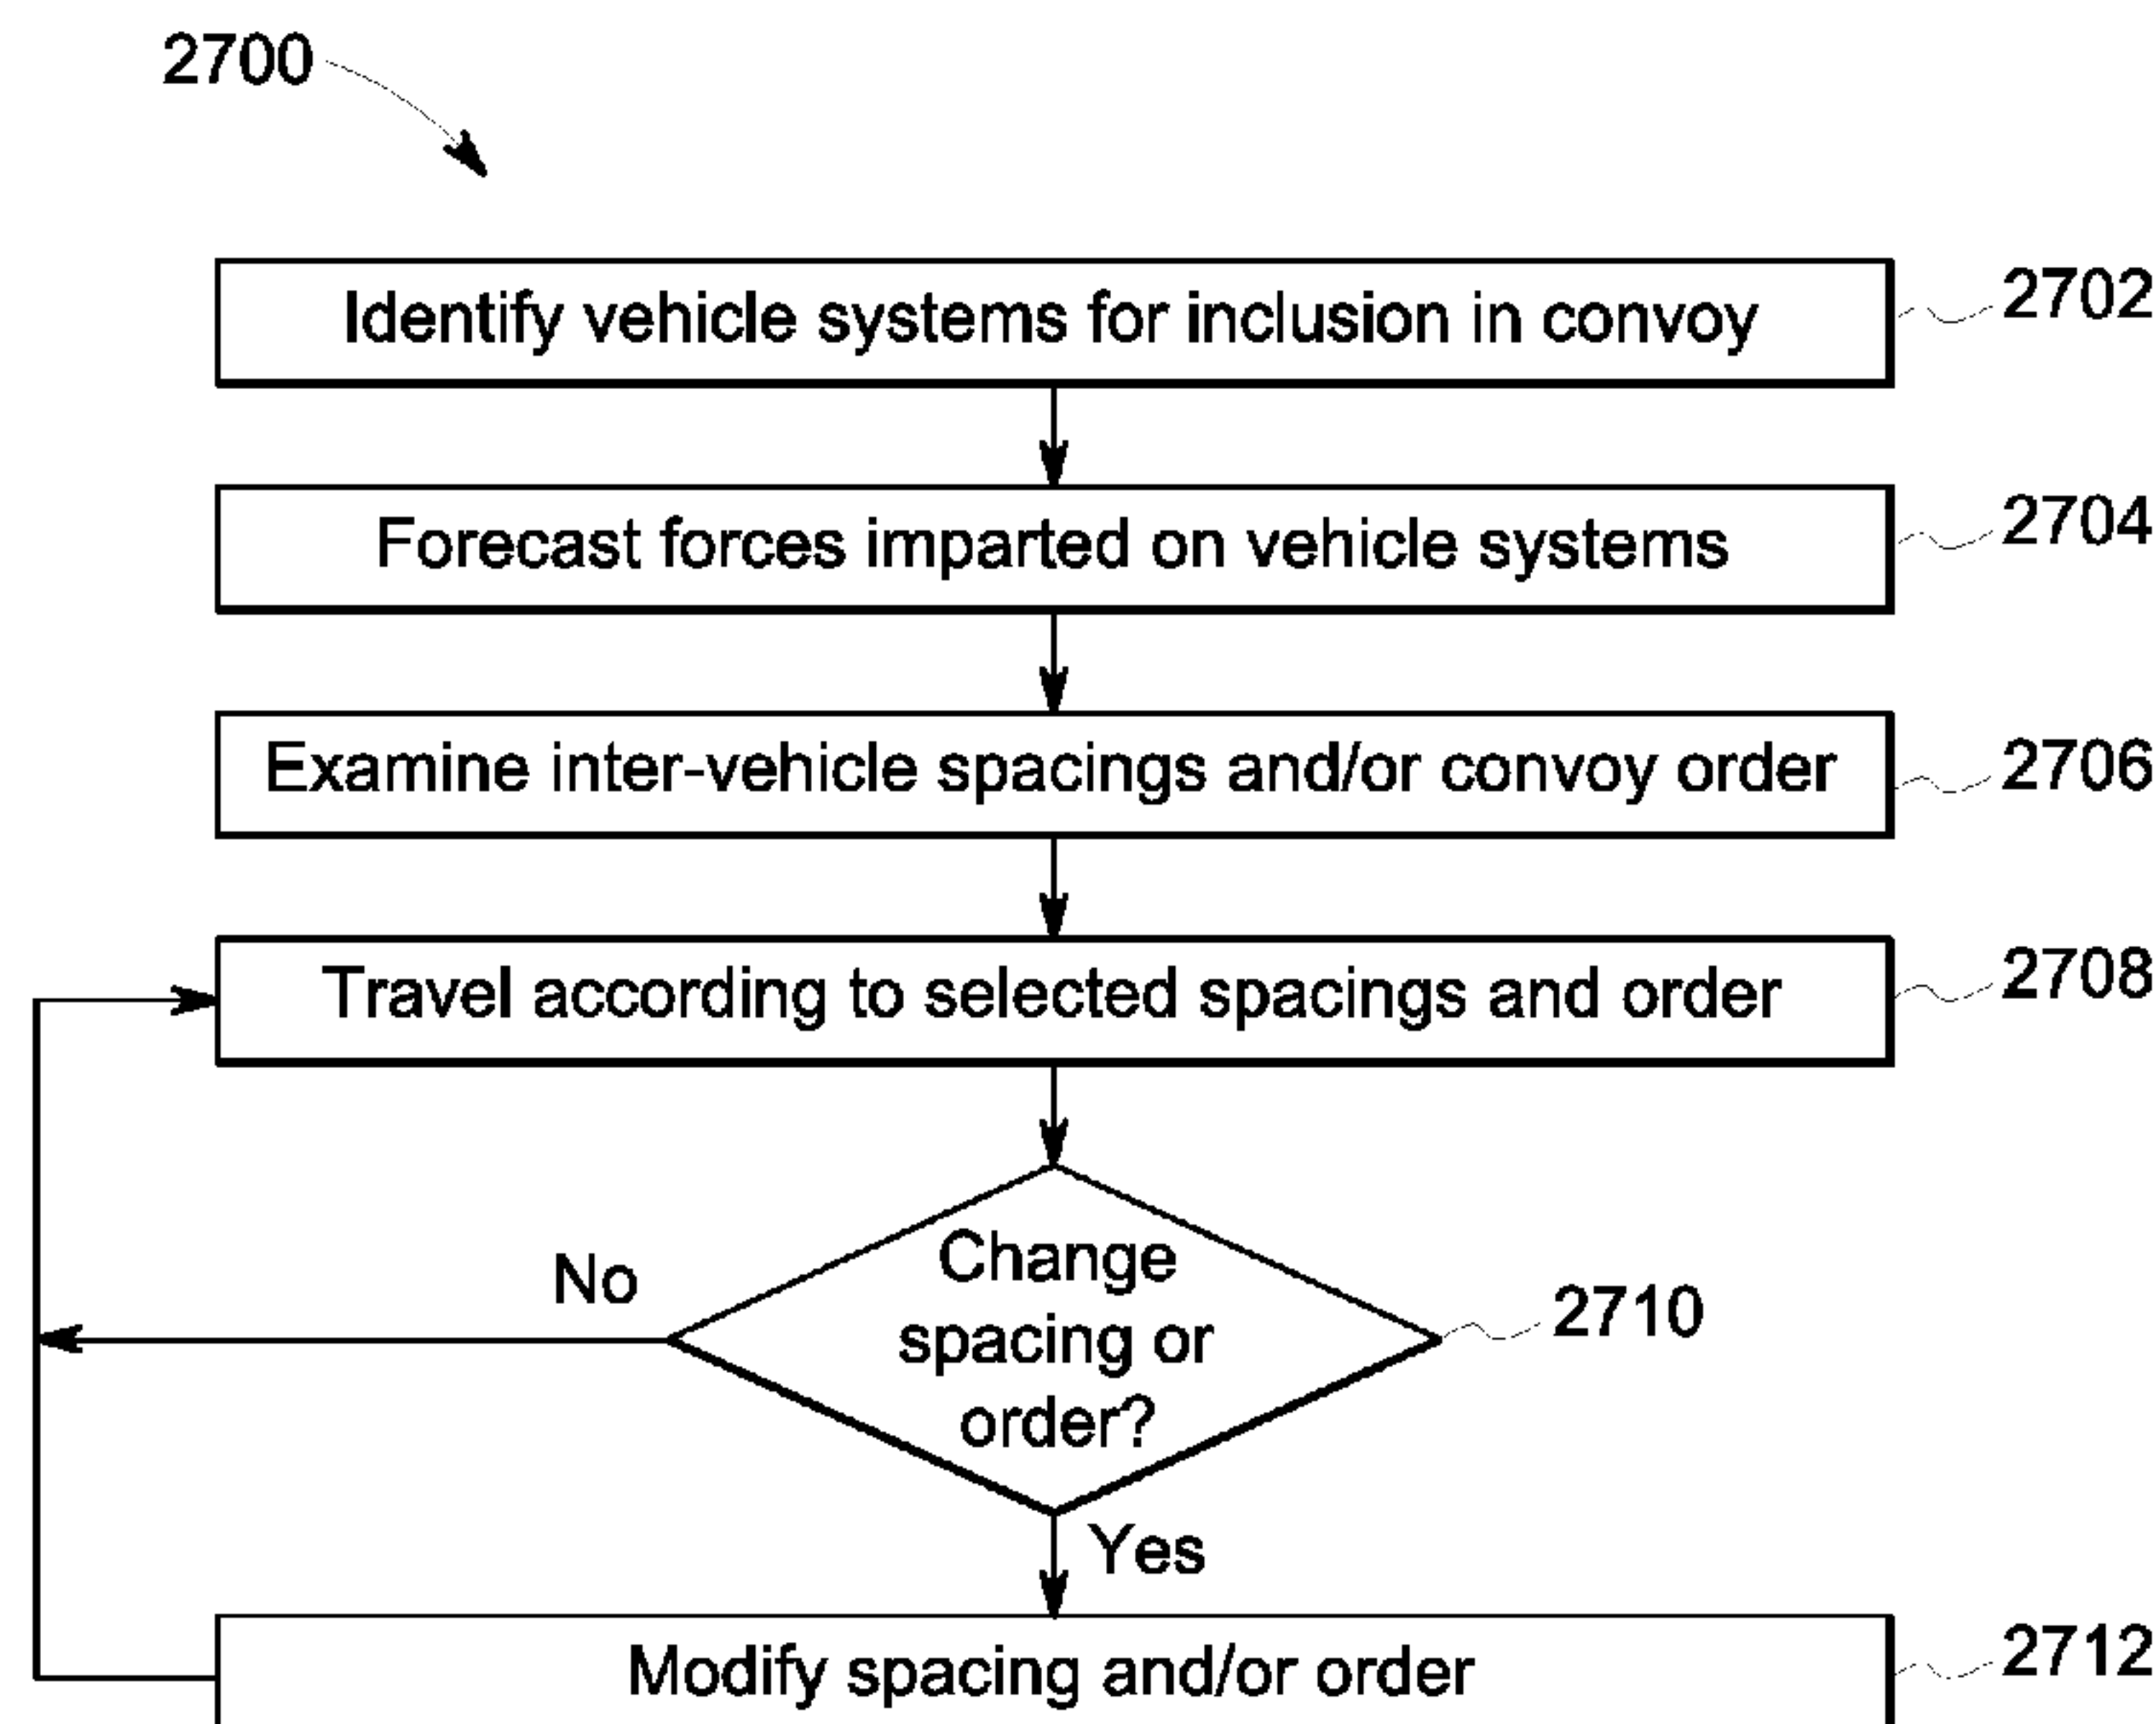 2700
Identify vehicle systems for inclusion in convoy
2702
Forecast forces imparted on vehicle systems
2704
Examine inter-vehicle spacings and/or convoy order
2706
Travel according to selected spacings and order
2708
Change
spacing or
order?
No
2710
Yes
Modify spacing and/or order
2712